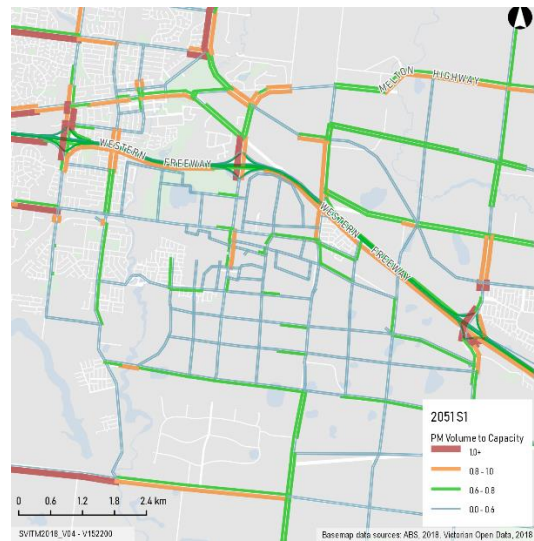 MELTON HIGHWAY
WESTERN FREEWAY
WESTERN FREEWAY
2051 S1
PM Volume to Capacity
1.0+
0.8 - 1.0
0.6 - 0.8
0.0 - 0.6
0 0.6 1.2 1.8 2.4 km
SVITM2018_V04 - V152200
Basemap data sources: ABS, 2018. Victorian Open Data, 2018